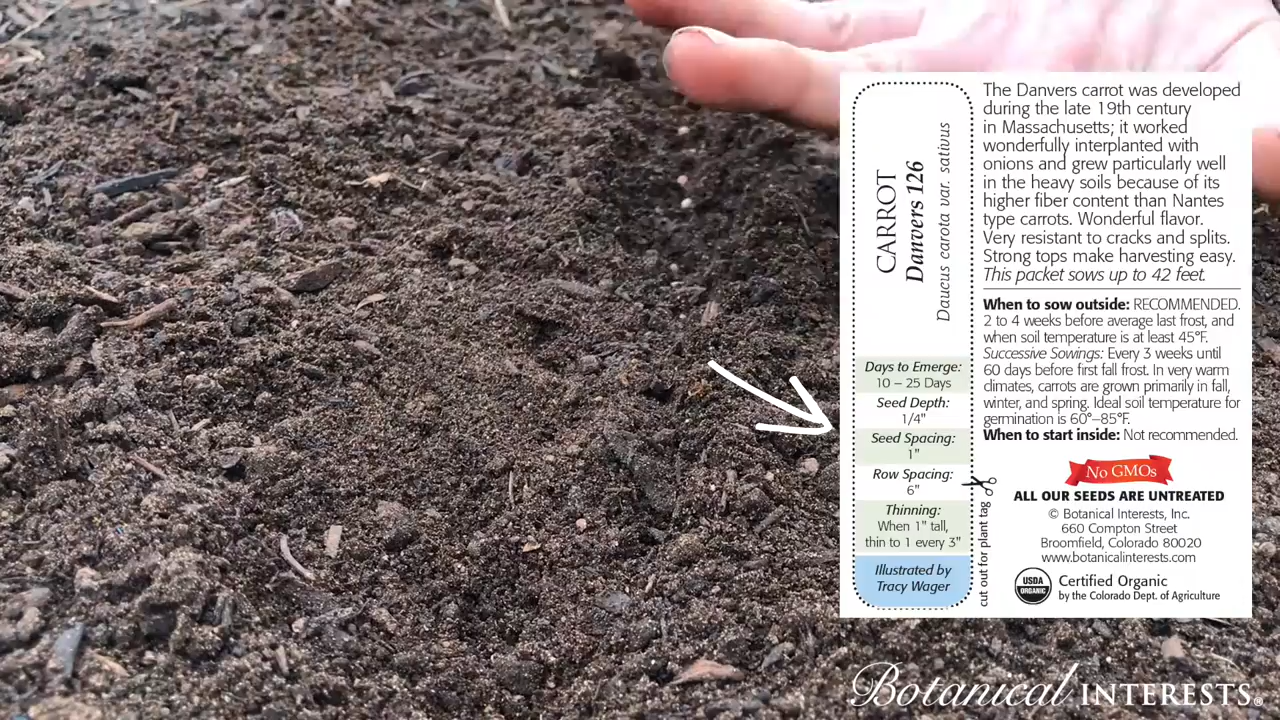 CARROT
Danvers 126
Daucus carota var. sativus
Days to Emerge:
10 – 25 Days
Seed Depth:
1/4"
Seed Spacing:
1"
Row Spacing:
6"
Thinning:
When 1" tall,
thin to 1 every 3"
Illustrated by
Tracy Wager
cut out for plant tag
The Danvers carrot was developed
during the late 19th century
in Massachusetts; it worked
wonderfully interplanted with
onions and grew particularly well
in the heavy soils because of its
higher fiber content than Nantes
type carrots. Wonderful flavor.
Very resistant to cracks and splits.
Strong tops make harvesting easy.
This packet sows up to 42 feet.
When to sow outside: RECOMMENDED.
2 to 4 weeks before average last frost, and
when soil temperature is at least 45°F.
Successive Sowings: Every 3 weeks until
60 days before first fall frost. In very warm
climates, carrots are grown primarily in fall,
winter, and spring. Ideal soil temperature for
germination is 60°–85°F.
When to start inside: Not recommended.
No GMOs
ALL OUR SEEDS ARE UNTREATED
© Botanical Interests, Inc.
660 Compton Street
Broomfield, Colorado 80020
www.botanicalinterests.com
USDA
ORGANIC
Certified Organic
by the Colorado Dept. of Agriculture
Botanical INTERESTS®